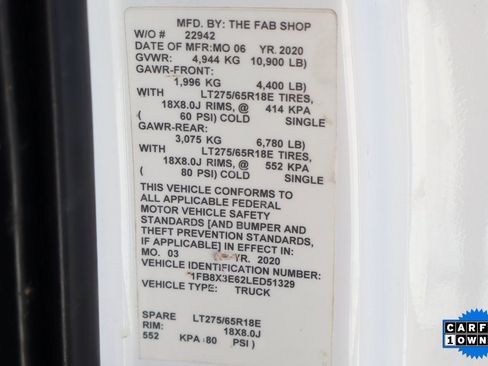 MFD. BY: THE FAB SHOP
W/O # 22942
DATE OF MFR: MO 06 YR. 2020
GVWR: 4,944 KG 10,900 LB)
GAWR-FRONT:
1,996 KG 4,400 LB)
WITH LT275/65R18E TIRES,
18X8.0J RIMS, @ 414 KPA
( 60 PSI) COLD SINGLE
GAWR-REAR:
3,075 KG 6,780 LB)
WITH LT275/65R18E TIRES,
18X8.0J RIMS, @ 552 KPA
( 80 PSI) COLD SINGLE
THIS VEHICLE CONFORMS TO
ALL APPLICABLE FEDERAL
MOTOR VEHICLE SAFETY
STANDARDS [AND BUMPER AND
THEFT PREVENTION STANDARDS,
IF APPLICABLE] IN EFFECT IN:
MO. 03 YR. 2020
VEHICLE IDENTIFICATION NUMBER:
1FB8X3E62LED51329
VEHICLE TYPE: TRUCK
SPARE LT275/65R18E
RIM: 18X8.0J
552 KPA( 80 PSI )
CARF
1 OWN